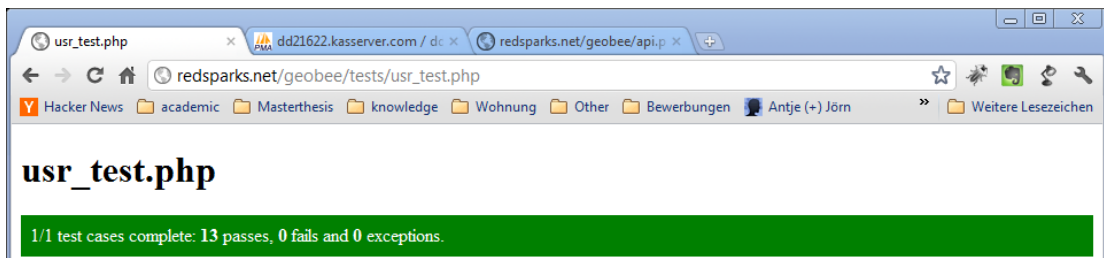 usr_test.php
dd21622.kasserver.com / dc
redsparks.net/geobee/api.p
redsparks.net/geobee/tests/usr_test.php
Y Hacker News academic Masterthesis knowledge Wohnung Other Bewerbungen Antje (+) Jörn » Weitere Lesezeichen
usr_test.php
1/1 test cases complete: 13 passes, 0 fails and 0 exceptions.